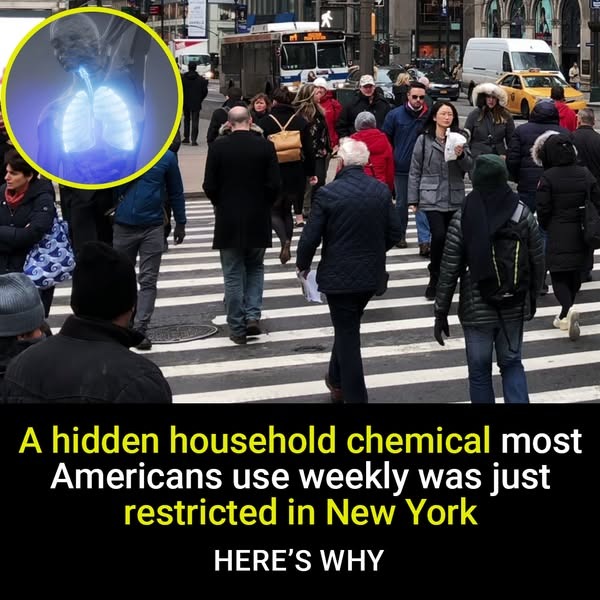 A hidden household chemical most
Americans use weekly was just
restricted in New York
HERE'S WHY